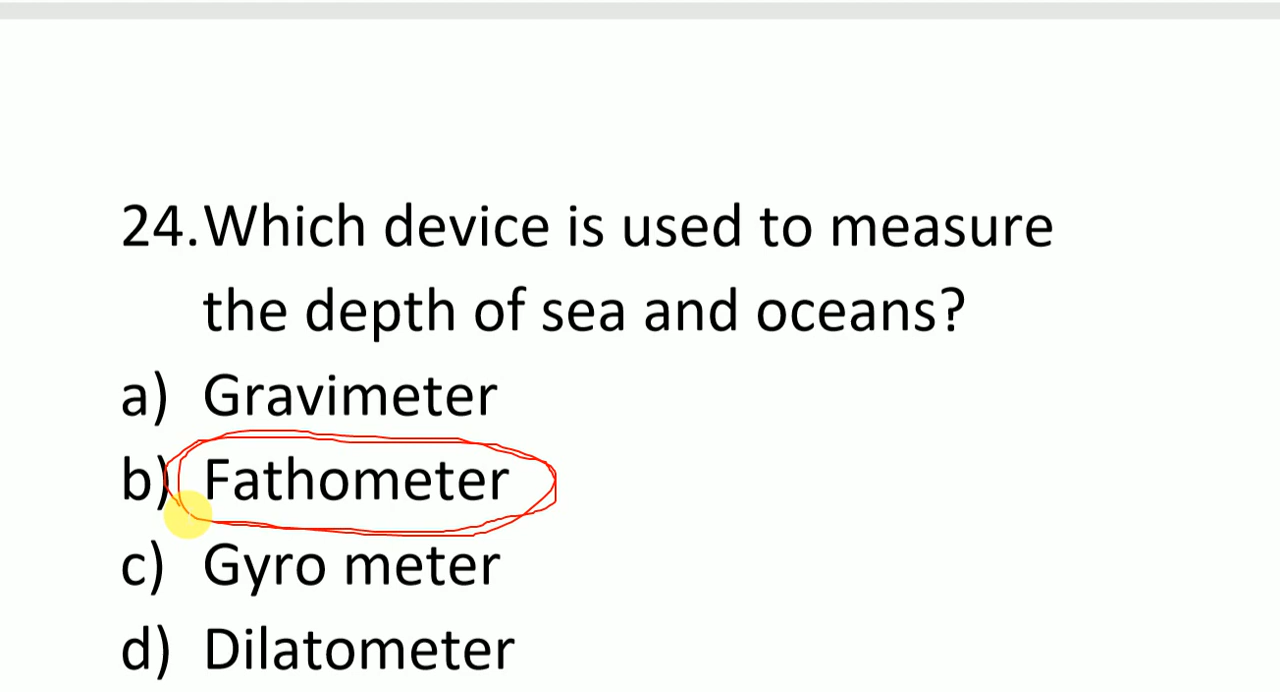 24. Which device is used to measure
the depth of sea and oceans?
a) Gravimeter
b) Fathometer
c) Gyro meter
d) Dilatometer